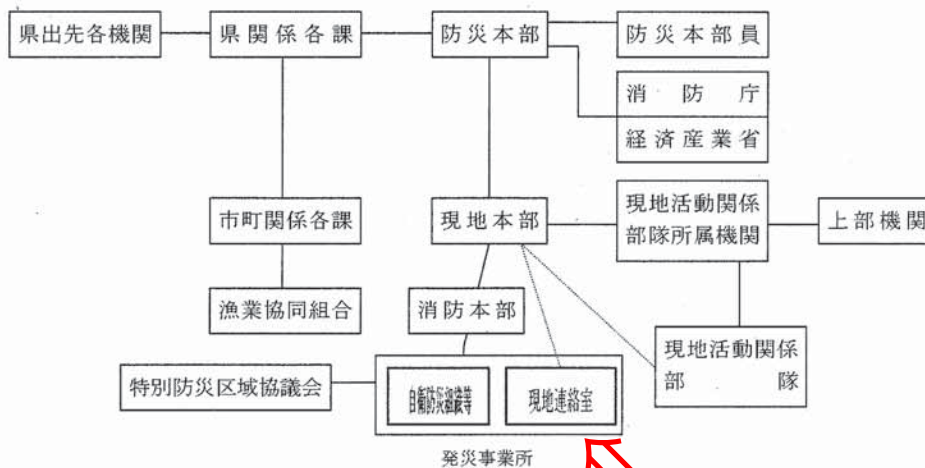 県出先各機関
県関係各課
防災本部
防災本部員
消防庁
経済産業省
市町関係各課
現地本部
現地活動関係
部隊所属機関
上部機関
漁業協同組合
消防本部
現地活動関係
部隊
特別防災区域協議会
自衛防災組織等
現地連絡室
発災事業所